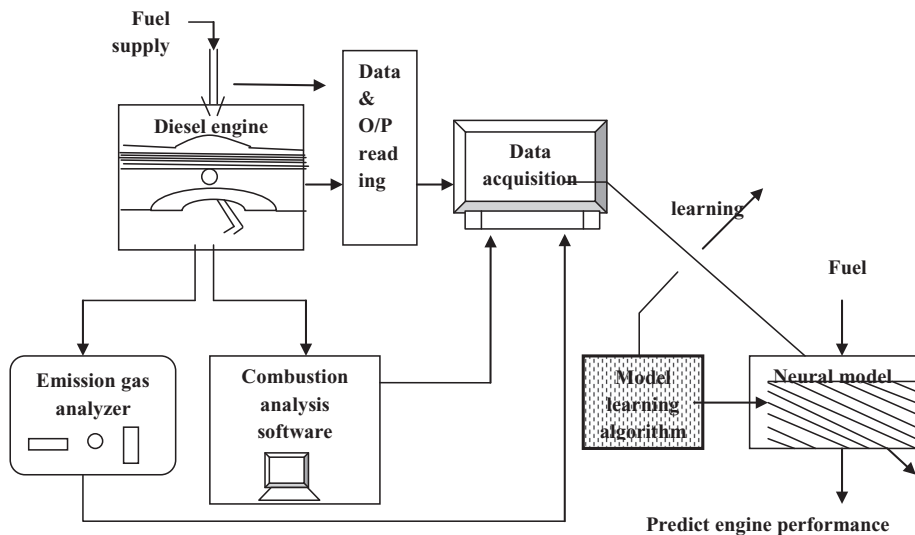 Fuel
supply
Diesel engine
Data
&
O/P
read
ing
Data
acquisition
learning
Fuel
Emission gas
analyzer
Combustion
analysis
software
Model
learning
algorithm
Neural model
Predict engine performance